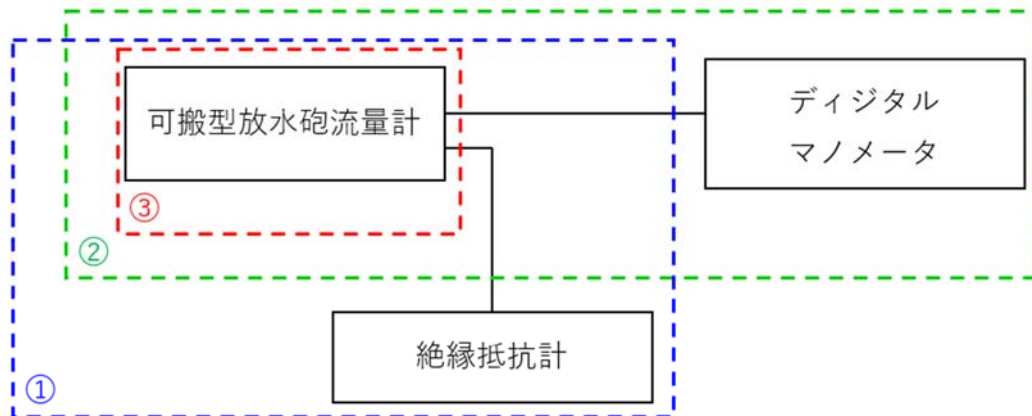 可搬型放水砲流量計
ディジタル
マノメータ
③
②
絶縁抵抗計
①